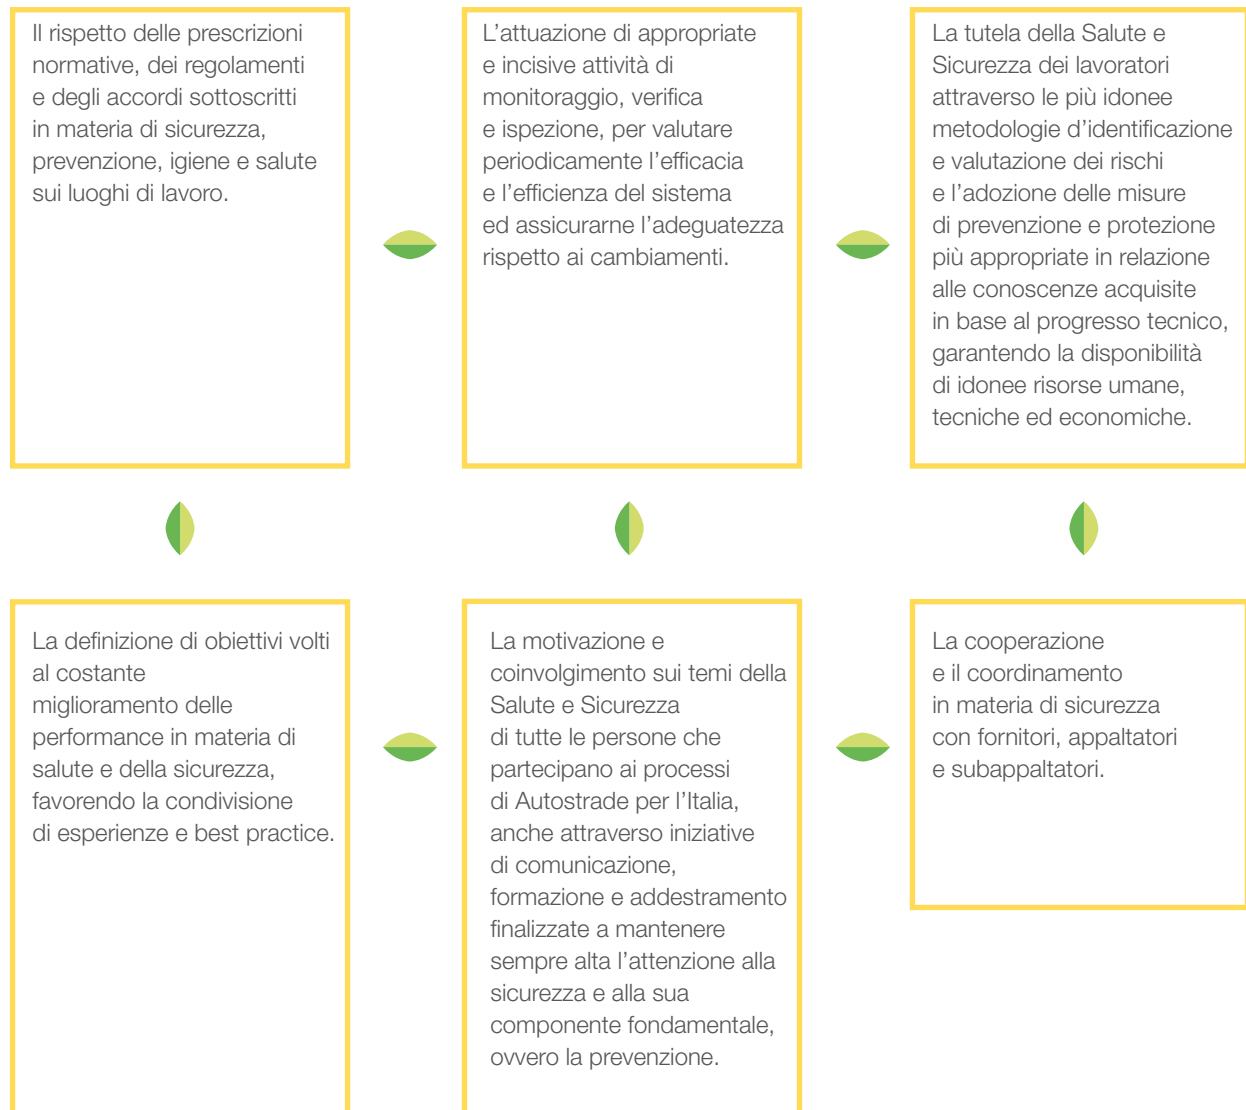 Il rispetto delle prescrizioni
normative, dei regolamenti
e degli accordi sottoscritti
in materia di sicurezza,
prevenzione, igiene e salute
sui luoghi di lavoro.
L’attuazione di appropriate
e incisive attività di
monitoraggio, verifica
e ispezione, per valutare
periodicamente l’efficacia
e l’efficienza del sistema
ed assicurarne l’adeguatezza
rispetto ai cambiamenti.
La tutela della Salute e
Sicurezza dei lavoratori
attraverso le più idonee
metodologie d’identificazione
e valutazione dei rischi
e l’adozione delle misure
di prevenzione e protezione
più appropriate in relazione
alle conoscenze acquisite
in base al progresso tecnico,
garantendo la disponibilità
di idonee risorse umane,
tecniche ed economiche.
La definizione di obiettivi volti
al costante
miglioramento delle
performance in materia di
salute e della sicurezza,
favorendo la condivisione
di esperienze e best practice.
La motivazione e
coinvolgimento sui temi della
Salute e Sicurezza
di tutte le persone che
partecipano ai processi
di Autostrade per l’Italia,
anche attraverso iniziative
di comunicazione,
formazione e addestramento
finalizzate a mantenere
sempre alta l’attenzione alla
sicurezza e alla sua
componente fondamentale,
ovvero la prevenzione.
La cooperazione
e il coordinamento
in materia di sicurezza
con fornitori, appaltatori
e subappaltatori.